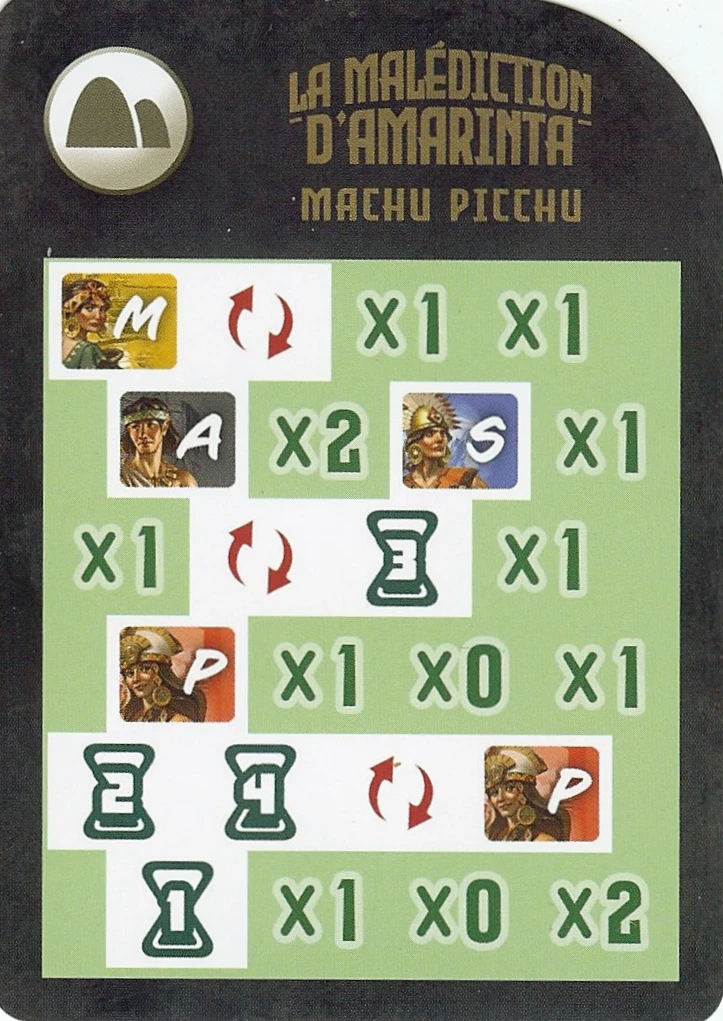 LA MALÉDICTION
D'AMARINTA
MACHU PICCHU
M x1 x1
A x2 S x1
x1 3 x1
P x1 x0 x1
2 4 P
1 x1 x0 x2